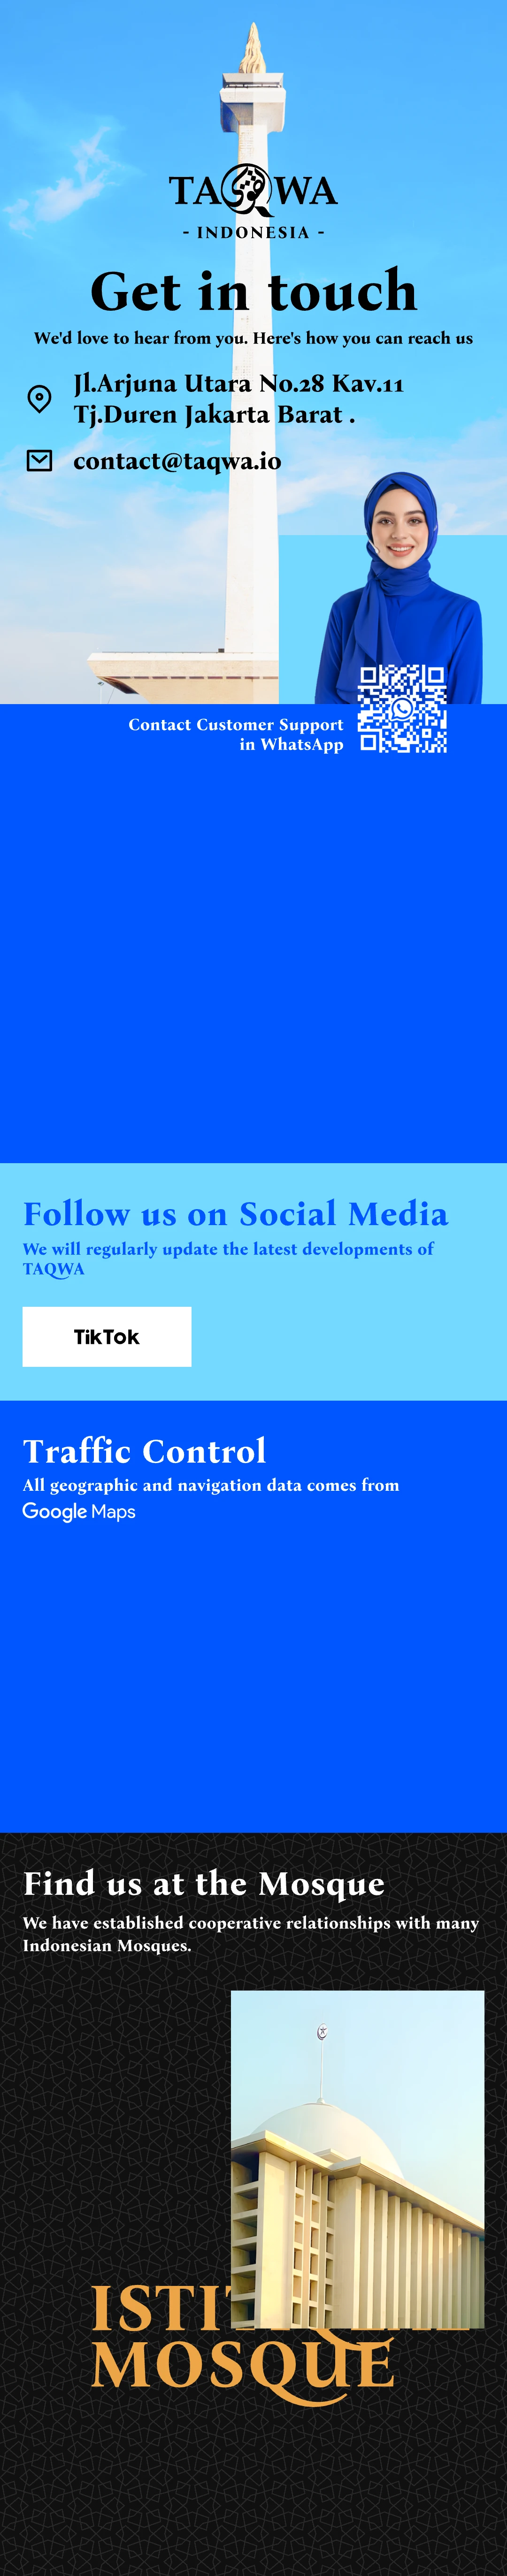 TAQWA
- INDONESIA -
Get in touch
We'd love to hear from you. Here's how you can reach us
Jl.Arjuna Utara No.28 Kav.11
Tj.Duren Jakarta Barat .
contact@taqwa.io
Contact Customer Support
in WhatsApp
Follow us on Social Media
We will regularly update the latest developments of
TAQWA
TikTok
Traffic Control
All geographic and navigation data comes from
Google Maps
Find us at the Mosque
We have established cooperative relationships with many
Indonesian Mosques.
MOSQUE